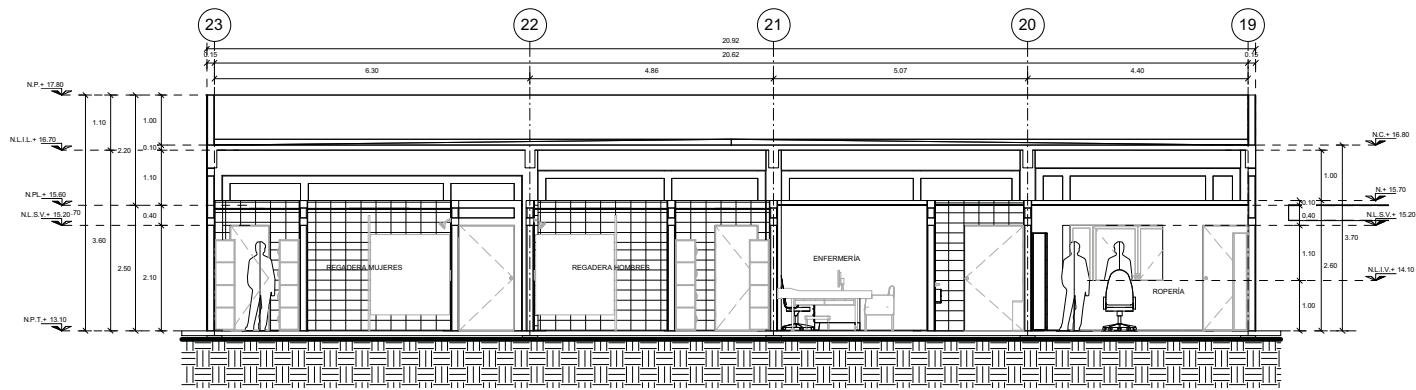 23 22 21 20 19
20.92
0.15 20.62 0.15
6.30 4.86 5.07 4.40
N.P.+ 17.80
N.L.I.L.+ 16.70
N.PL.+ 15.60
N.L.S.V.+ 15.20
N.P.T.+ 13.10
1.10
3.60
.70
2.20
2.50
1.00
0.10
1.10
0.40
2.10
REGADERA MUJERES
REGADERA HOMBRES
ENFERMERÍA
ROPERÍA
0.10
0.40
1.10
1.00
1.00
2.60
3.70
N.C.+ 16.80
N.+ 15.70
N.L.S.V.+ 15.20
N.L.I.V.+ 14.10